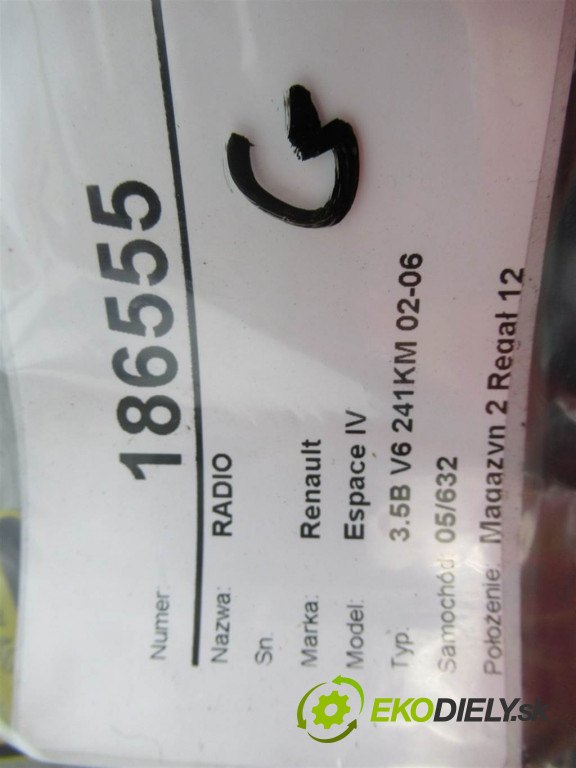 Numer: 186555
Nazwa: RADIO
Sn.
Marka: Renault
Model: Espace IV
Typ. 3.5B V6 241KM 02-06
Samochód: 05/632
Położenie: Magazyn 2 Regał 12
G
EKODIELY.sk